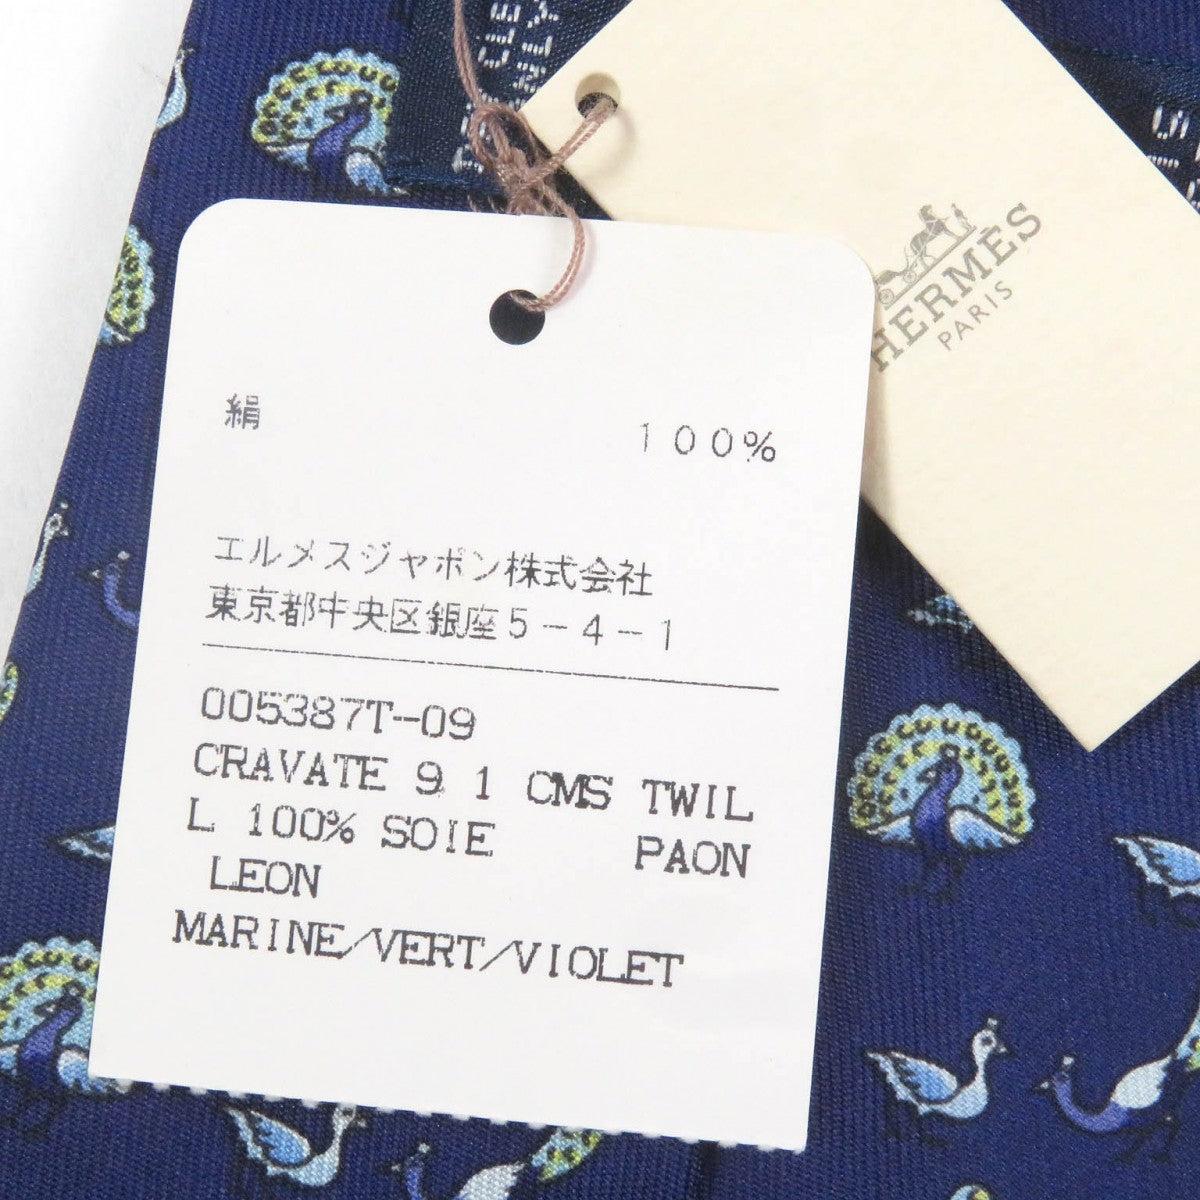 HERMÈS
PARIS
絹 100%
エルメスジャポン株式会社
東京都中央区銀座5-4-1
005387T-09
CRAVATE 9 1 CMS TWIL
L 100% SOIE PAON
LEON
MARINE/VERT/VIOLET